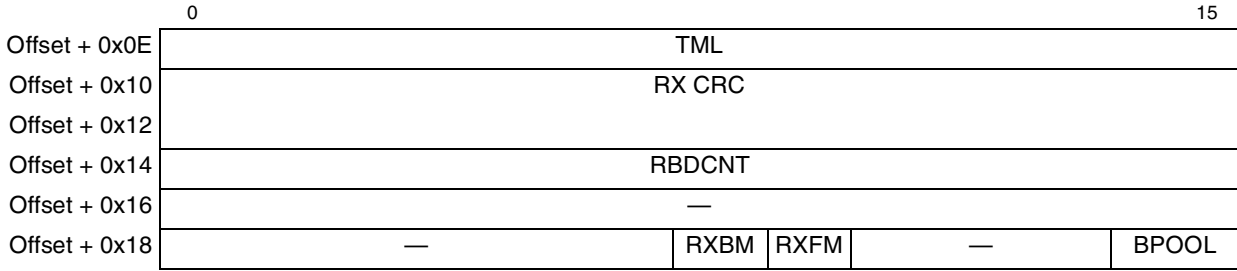 0 15
Offset + 0x0E TML
Offset + 0x10 RX CRC
Offset + 0x12
Offset + 0x14 RBDCNT
Offset + 0x16 —
Offset + 0x18 — RXBM RXFM — BPOOL